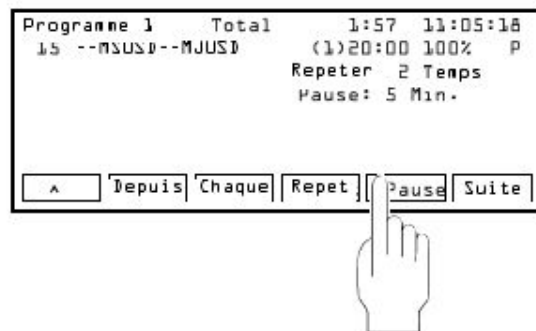 Programme 1 Total 1:57 11:05:18
15 --MSUSD--MJUSD (1)20:00 100% P
Repeter 2 Temps
Pause: 5 Min.
^ Depuis Chaque Repet. Pause Suite